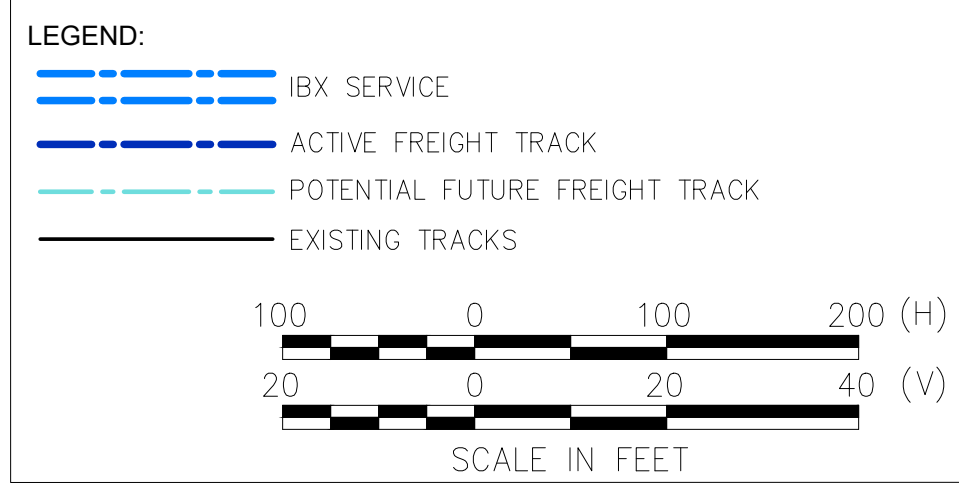 LEGEND:
IBX SERVICE
ACTIVE FREIGHT TRACK
POTENTIAL FUTURE FREIGHT TRACK
EXISTING TRACKS
100 0 100 200 (H)
20 0 20 40 (V)
SCALE IN FEET